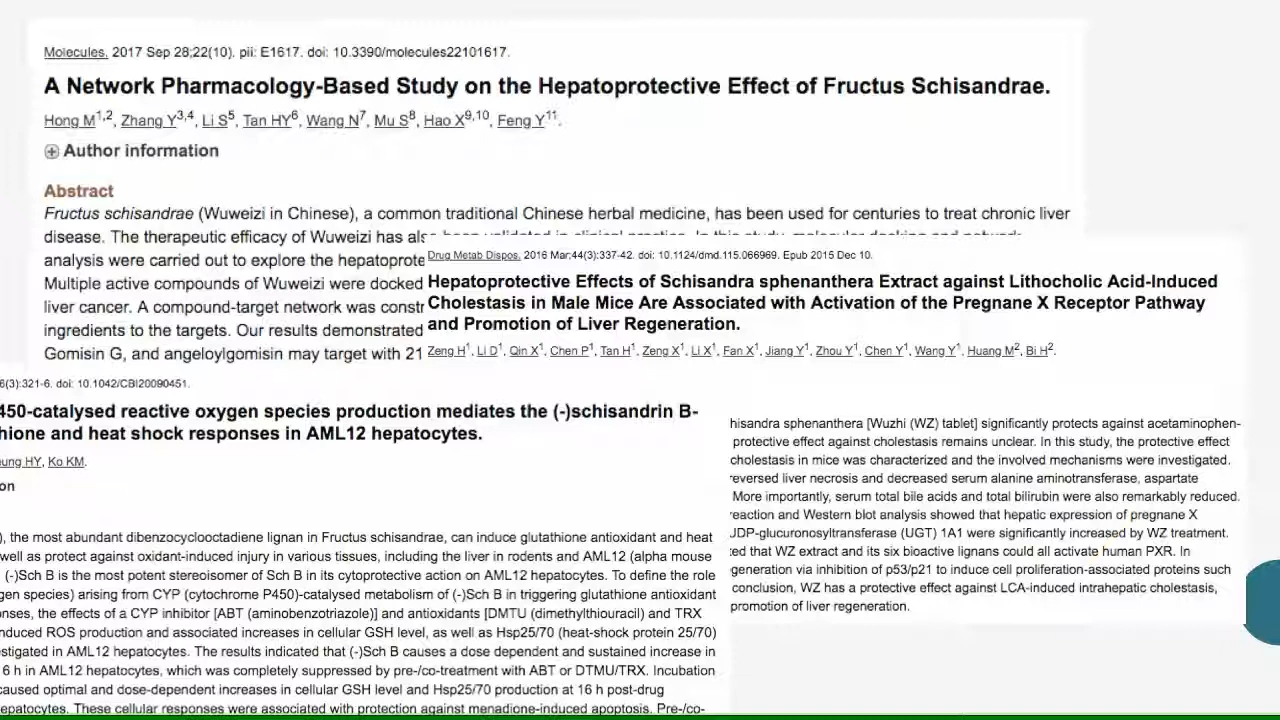 Molecules. 2017 Sep 28;22(10). pii: E1617. doi: 10.3390/molecules22101617.
A Network Pharmacology-Based Study on the Hepatoprotective Effect of Fructus Schisandrae.
Hong M1,2, Zhang Y3,4, Li S5, Tan HY6, Wang N7, Mu S8, Hao X9,10, Feng Y11.
Author information
Abstract
Fructus schisandrae (Wuweizi in Chinese), a common traditional Chinese herbal medicine, has been used for centuries to treat chronic liver
disease. The therapeutic efficacy of Wuweizi has als
analysis were carried out to explore the hepatoprote
Multiple active compounds of Wuweizi were docked
liver cancer. A compound-target network was constr
ingredients to the targets. Our results demonstrated
Gomisin G, and angeloylgomisin may target with 21
Drug Metab Dispos. 2016 Mar;44(3):337-42. doi: 10.1124/dmd.115.066969. Epub 2015 Dec 10.
Hepatoprotective Effects of Schisandra sphenanthera Extract against Lithocholic Acid-Induced
Cholestasis in Male Mice Are Associated with Activation of the Pregnane X Receptor Pathway
and Promotion of Liver Regeneration.
Zeng H1, Li D1, Qin X1, Chen P1, Tan H1, Zeng X1, Li X1, Fan X1, Jiang Y1, Zhou Y1, Chen Y1, Wang Y1, Huang M2, Bi H2.
hisandra sphenanthera [Wuzhi (WZ) tablet] significantly protects against acetaminophen-
protective effect against cholestasis remains unclear. In this study, the protective effect
cholestasis in mice was characterized and the involved mechanisms were investigated.
reversed liver necrosis and decreased serum alanine aminotransferase, aspartate
More importantly, serum total bile acids and total bilirubin were also remarkably reduced.
reaction and Western blot analysis showed that hepatic expression of pregnane X
UDP-glucuronosyltransferase (UGT) 1A1 were significantly increased by WZ treatment.
ted that WZ extract and its six bioactive lignans could all activate human PXR. In
generation via inhibition of p53/p21 to induce cell proliferation-associated proteins such
conclusion, WZ has a protective effect against LCA-induced intrahepatic cholestasis,
promotion of liver regeneration.
6(3):321-6. doi: 10.1042/CBI20090451.
450-catalysed reactive oxygen species production mediates the (-)schisandrin B-
hione and heat shock responses in AML12 hepatocytes.
eung HY, Ko KM.
on
), the most abundant dibenzocyclooctadiene lignan in Fructus schisandrae, can induce glutathione antioxidant and heat
well as protect against oxidant-induced injury in various tissues, including the liver in rodents and AML12 (alpha mouse
(-)Sch B is the most potent stereoisomer of Sch B in its cytoprotective action on AML12 hepatocytes. To define the role
gen species) arising from CYP (cytochrome P450)-catalysed metabolism of (-)Sch B in triggering glutathione antioxidant
onses, the effects of a CYP inhibitor [ABT (aminobenzotriazole)] and antioxidants [DMTU (dimethylthiouracil) and TRX
nduced ROS production and associated increases in cellular GSH level, as well as Hsp25/70 (heat-shock protein 25/70)
estigated in AML12 hepatocytes. The results indicated that (-)Sch B causes a dose dependent and sustained increase in
6 h in AML12 hepatocytes, which was completely suppressed by pre-/co-treatment with ABT or DTMU/TRX. Incubation
caused optimal and dose-dependent increases in cellular GSH level and Hsp25/70 production at 16 h post-drug
epatocytes. These cellular responses were associated with protection against menadione-induced apoptosis. Pre-/co-